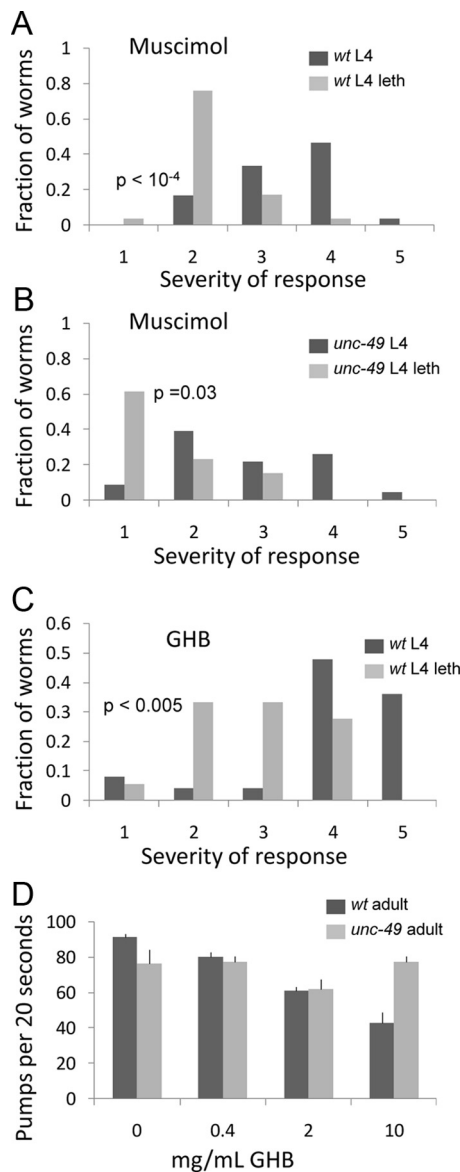 A
Muscimol
wt L4
wt L4 leth
Fraction of worms
1
0.8
0.6
0.4
0.2
0
p < 10-4
1 2 3 4 5
Severity of response
B
Muscimol
unc-49 L4
unc-49 L4 leth
Fraction of worms
1
0.8
0.6
0.4
0.2
0
p =0.03
1 2 3 4 5
Severity of response
C
GHB
wt L4
wt L4 leth
Fraction of worms
0.6
0.5
0.4
0.3
0.2
0.1
0
p < 0.005
1 2 3 4 5
Severity of response
D
wt adult
unc-49 adult
Pumps per 20 seconds
100
80
60
40
20
0
0 0.4 2 10
mg/mL GHB